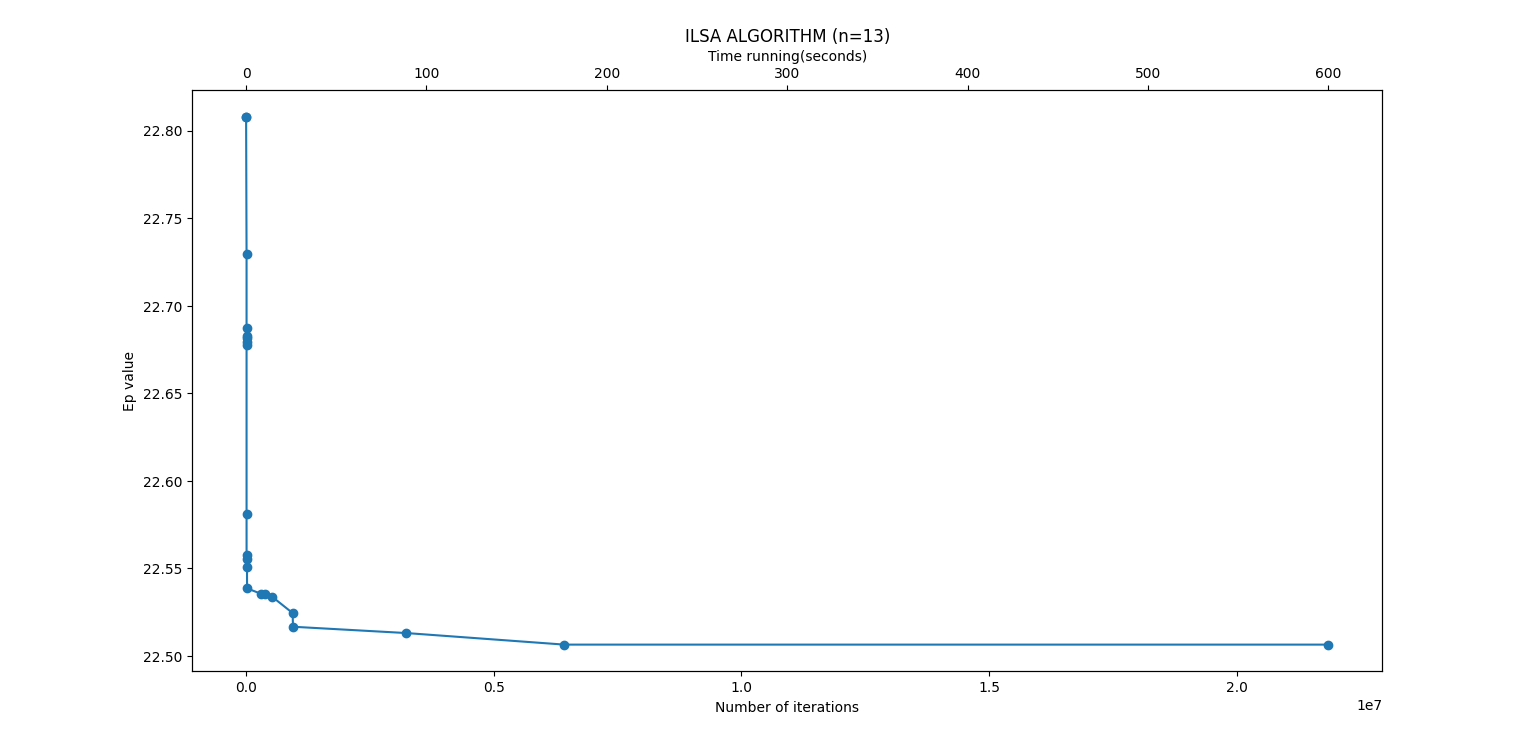 ILSA ALGORITHM (n=13)
Time running(seconds)
0 100 200 300 400 500 600
22.80
22.75
22.70
22.65
22.60
22.55
22.50
Ep value
0.0 0.5 1.0 1.5 2.0
1e7
Number of iterations